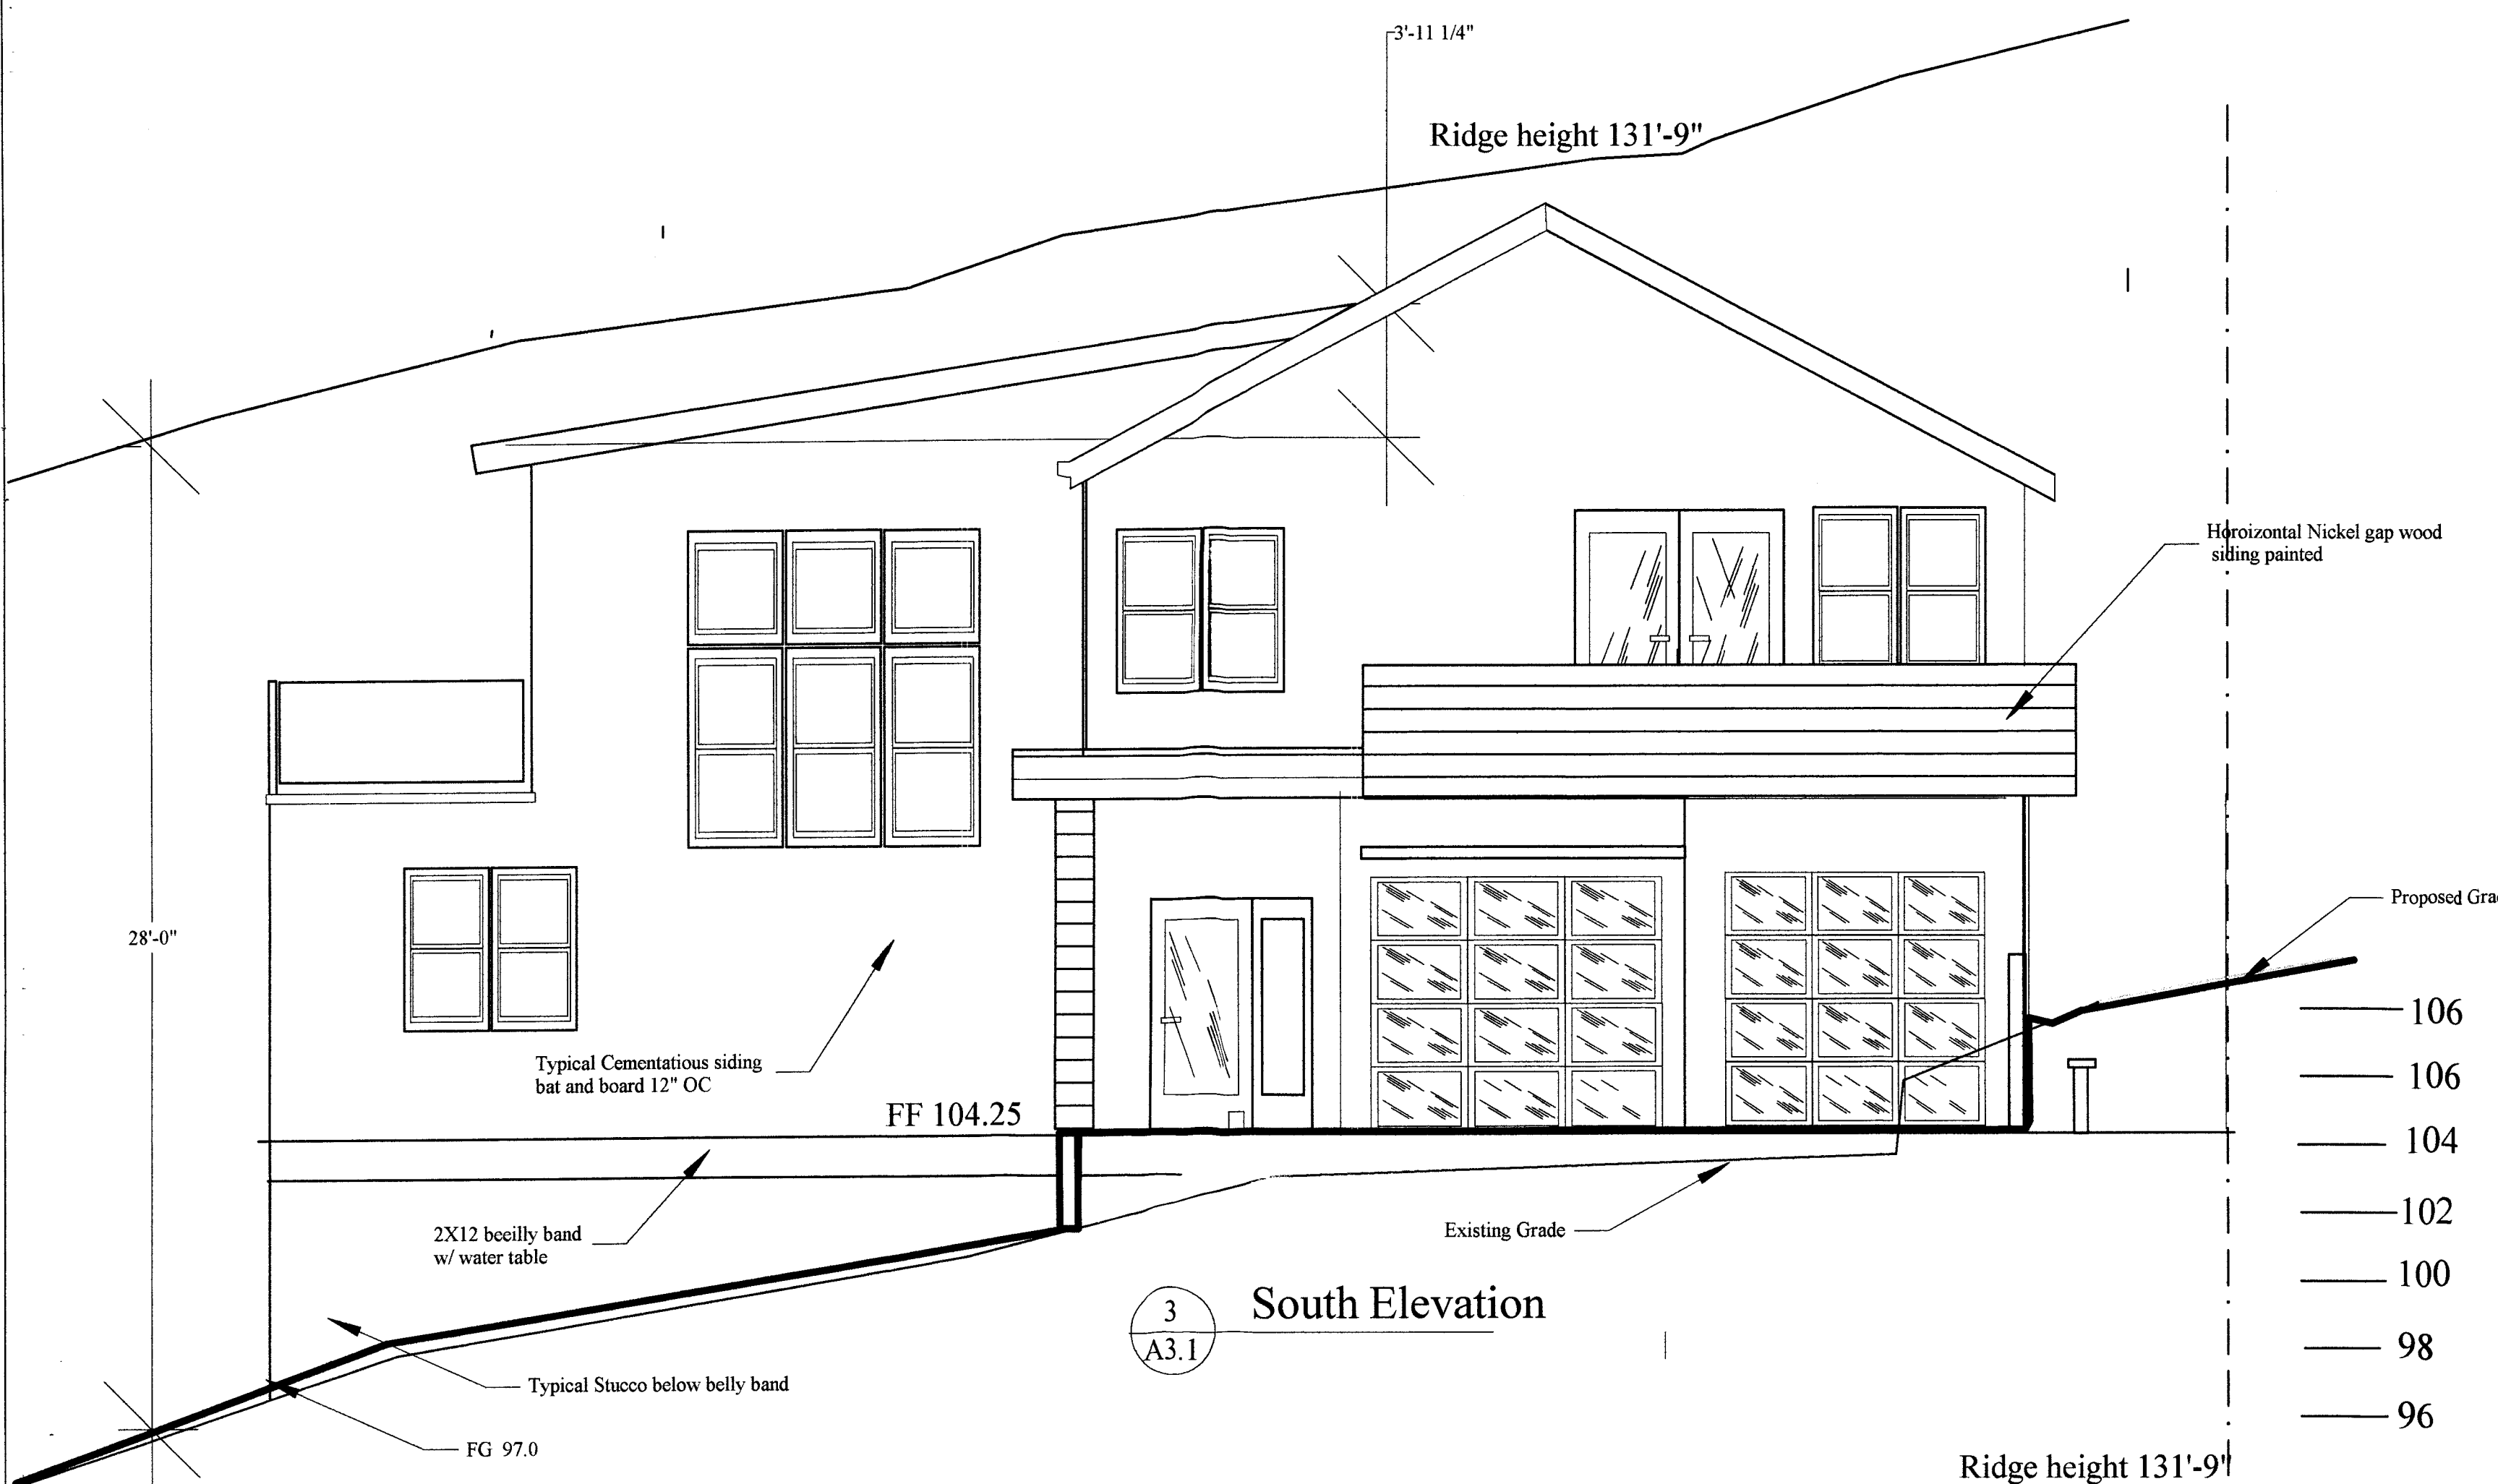 3'-11 1/4"
Ridge height 131'-9"
Horoizontal Nickel gap wood
siding painted
28'-0"
Proposed Gra
106
Typical Cementatious siding
bat and board 12" OC
106
FF 104.25
104
102
2X12 beeilly band
w/ water table
Existing Grade
100
3
A3.1
South Elevation
98
Typical Stucco below belly band
96
FG 97.0
Ridge height 131'-9"